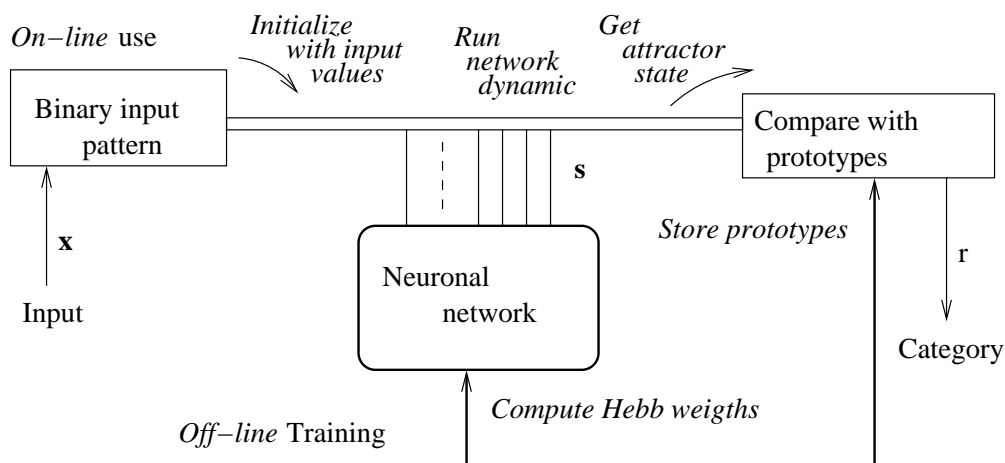 On−line use
Initialize
with input
values
Run
network
dynamic
Get
attractor
state
Binary input
pattern
Compare with
prototypes
s
x
Input
Neuronal
network
Store prototypes
r
Category
Compute Hebb weigths
Off−line Training